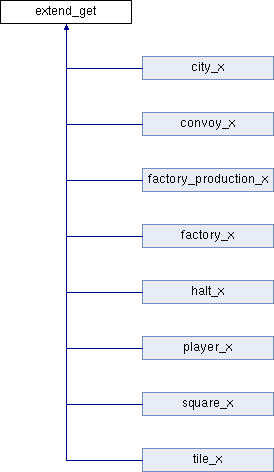 extend_get
city_x
convoy_x
factory_production_x
factory_x
halt_x
player_x
square_x
tile_x